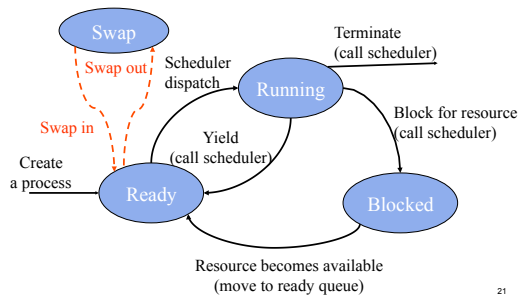 Swap
Swap out
Swap in
Scheduler
dispatch
Terminate
(call scheduler)
Running
Block for resource
(call scheduler)
Yield
(call scheduler)
Create
a process
Ready
Blocked
Resource becomes available
(move to ready queue)
21